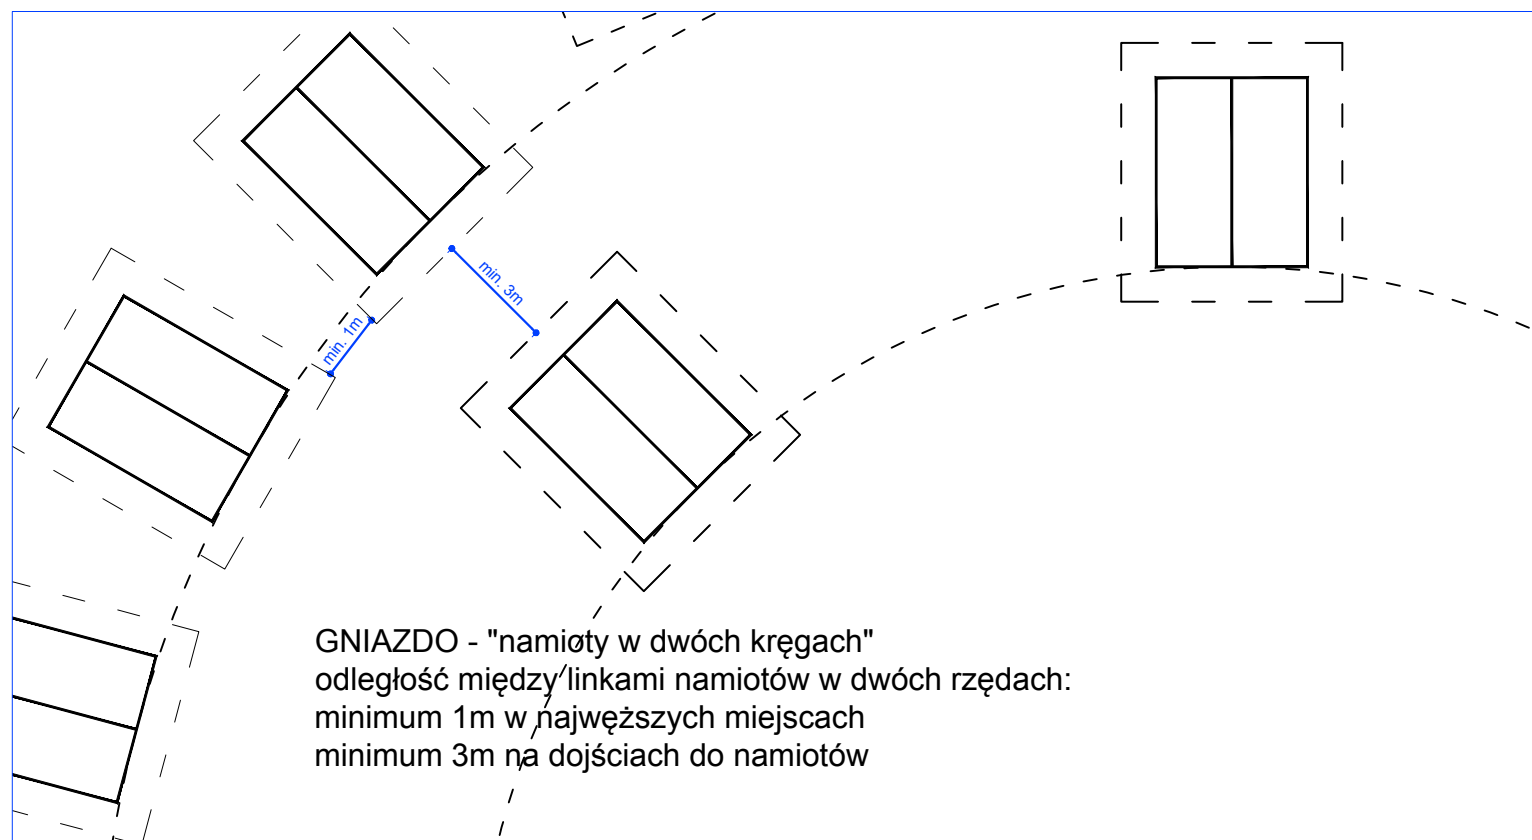 min. 3m
min. 1m
GNIAZDO - "namioty w dwóch kręgach"
odległość między linkami namiotów w dwóch rzędach:
minimum 1m w najwęższych miejscach
minimum 3m na dojściach do namiotów